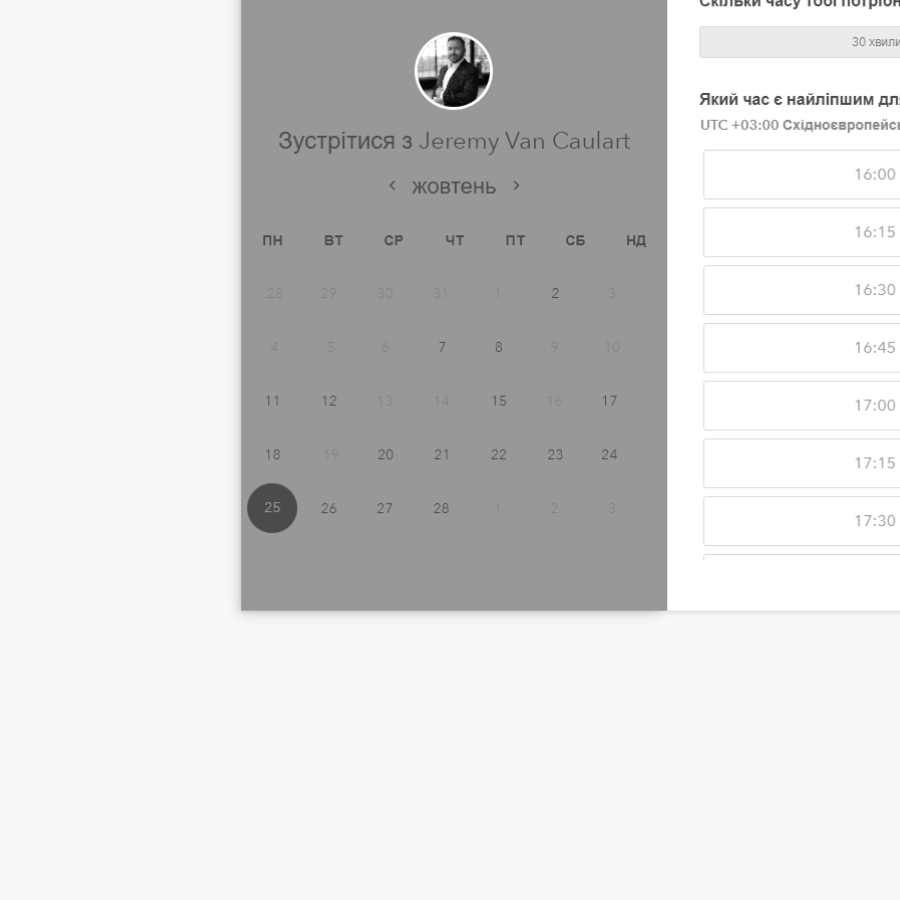 Зустрітися з Jeremy Van Caulart
‹ жовтень ›
ПН ВТ СР ЧТ ПТ СБ НД
28 29 30 31 1 2 3
4 5 6 7 8 9 10
11 12 13 14 15 16 17
18 19 20 21 22 23 24
25 26 27 28 1 2 3
Скільки часу тобі потрібн
30 хвили
Який час є найліпшим дл
UTC +03:00 Східноєвропейсь
16:00
16:15
16:30
16:45
17:00
17:15
17:30